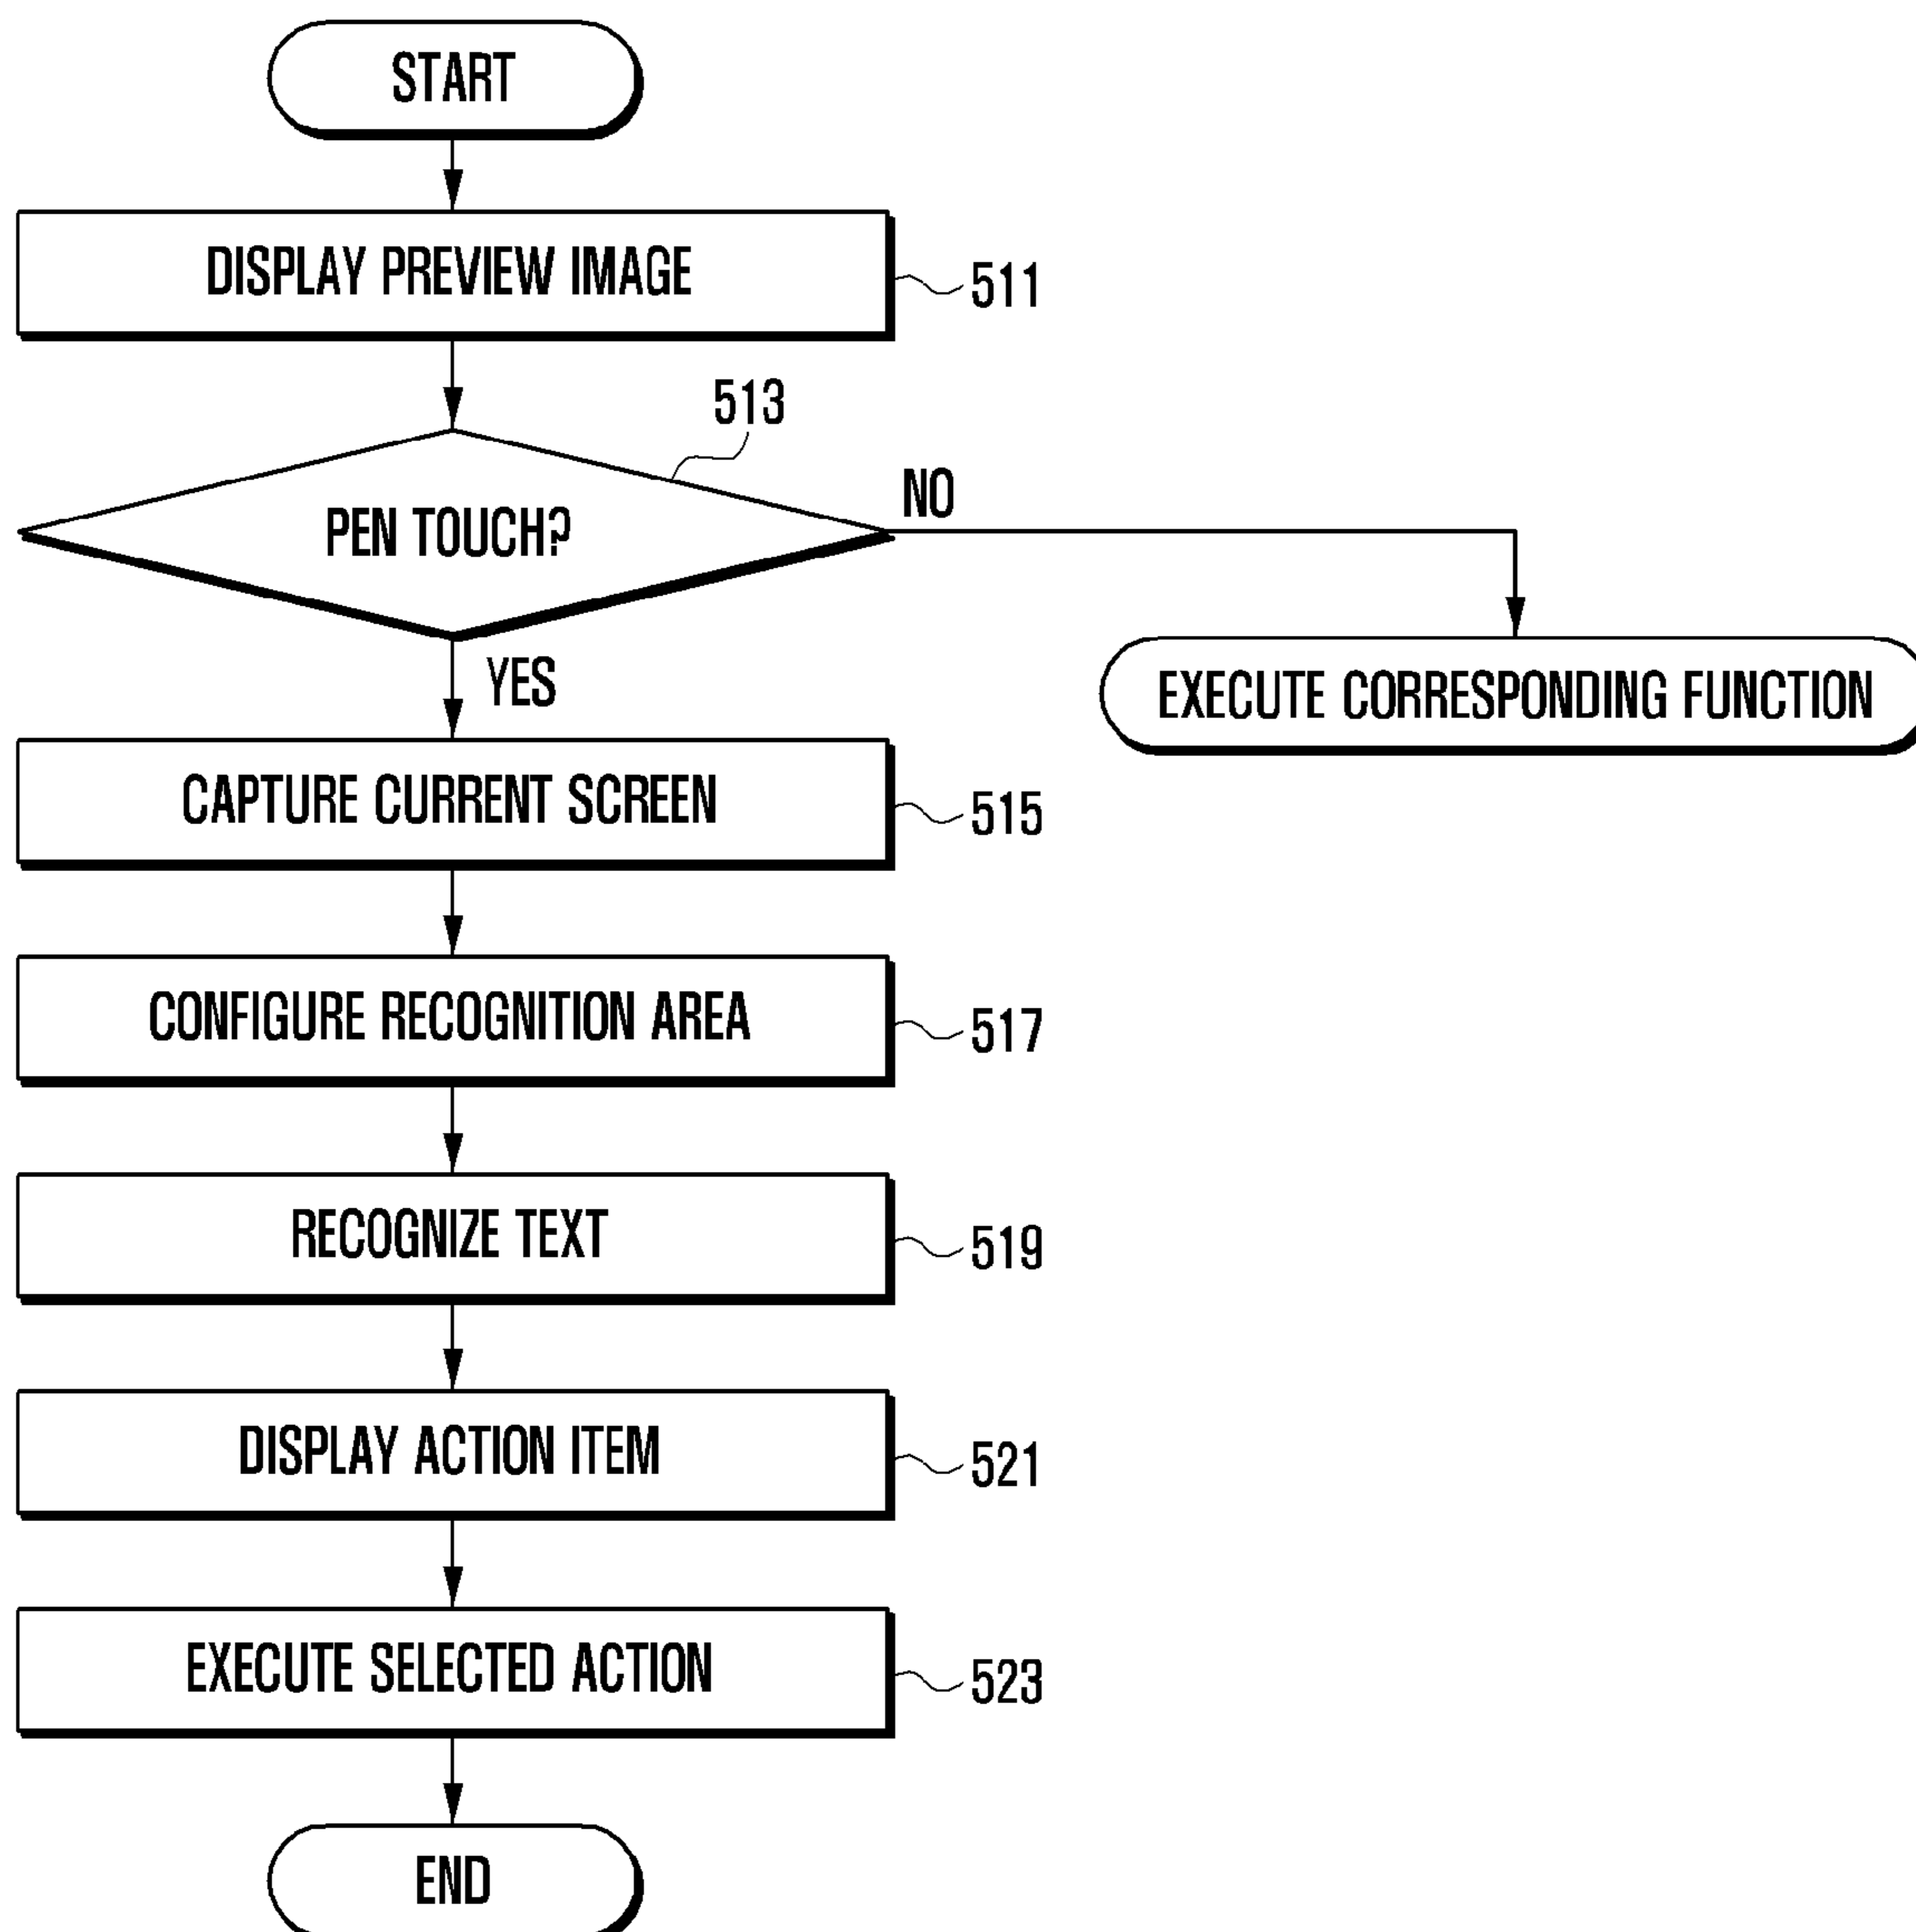 START
DISPLAY PREVIEW IMAGE
511
513
PEN TOUCH?
NO
YES
EXECUTE CORRESPONDING FUNCTION
CAPTURE CURRENT SCREEN
515
CONFIGURE RECOGNITION AREA
517
RECOGNIZE TEXT
519
DISPLAY ACTION ITEM
521
EXECUTE SELECTED ACTION
523
END